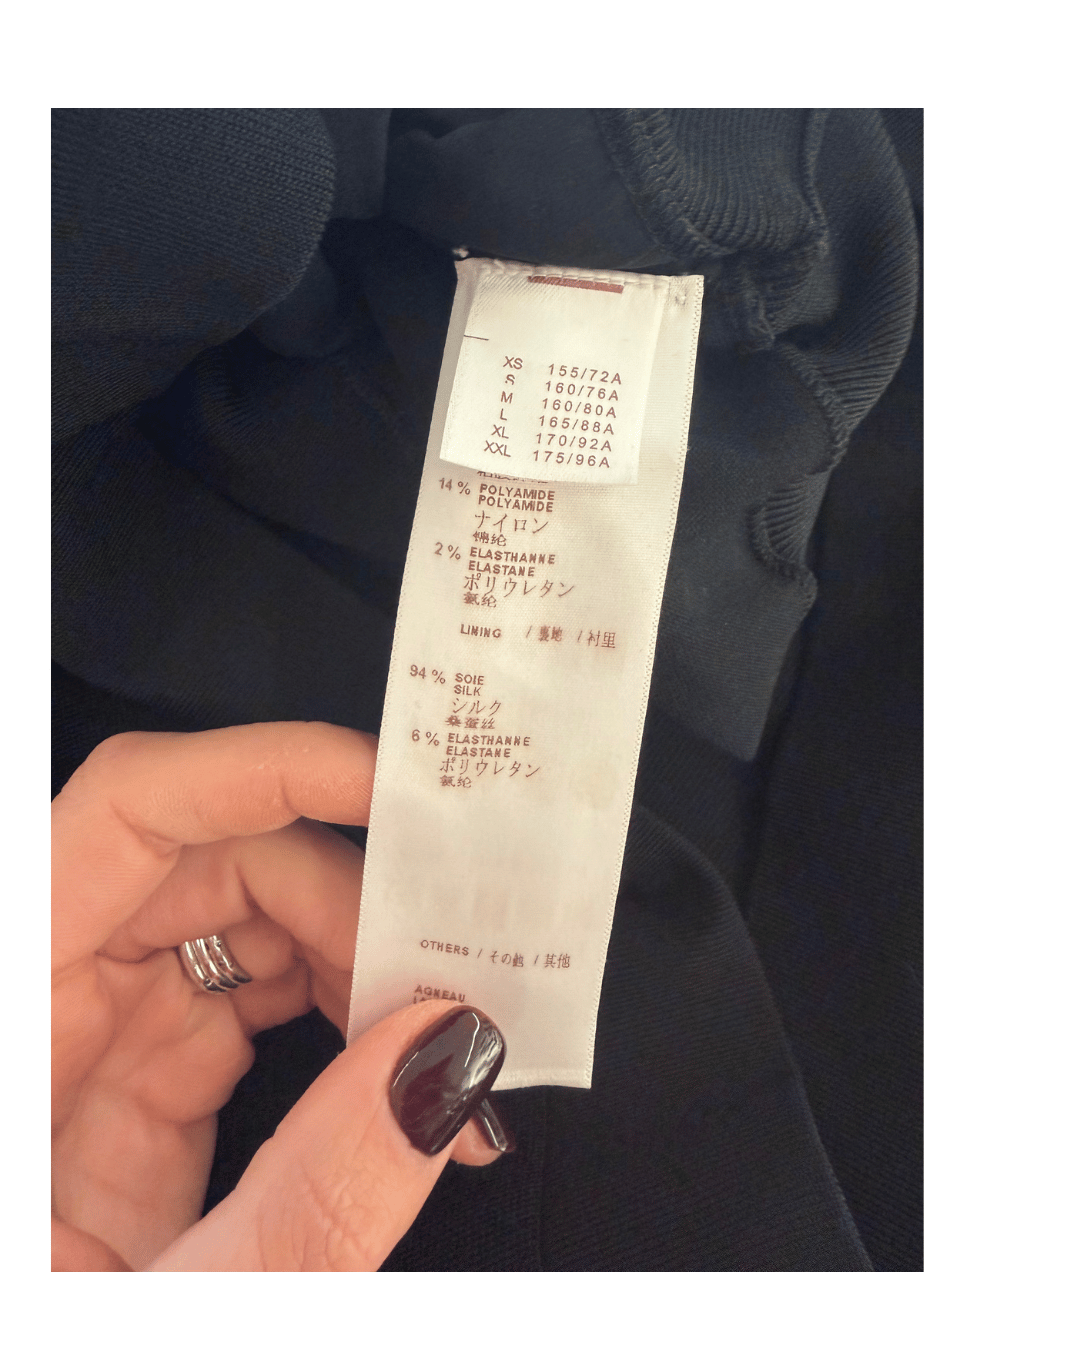 XS 155/72A
S 160/76A
M 160/80A
L 165/88A
XL 170/92A
XXL 175/96A
14 % POLYAMIDE
POLYAMIDE
ナイロン
锦纶
2 % ELASTHANNE
ELASTANE
ポリウレタン
氨纶
LINING / 裏地 / 衬里
94 % SOIE
SILK
シルク
桑蚕丝
6 % ELASTHANNE
ELASTANE
ポリウレタン
氨纶
OTHERS / その他 / 其他
AGNEAU